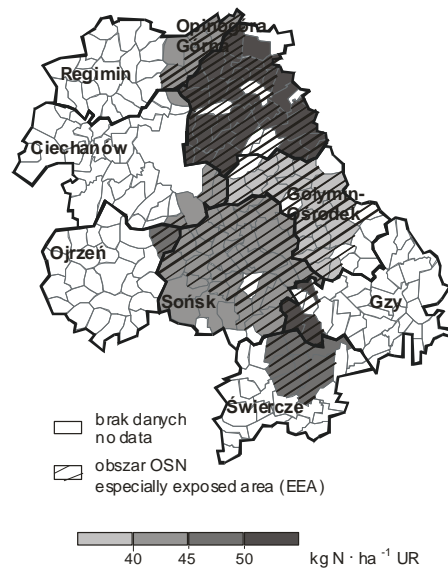 Opinogóra
Górna
Regimin
Ciechanów
Gołymin-
Ośrodek
Ojrzeń
Sońsk
Gzy
Świercze
brak danych
no data
obszar OSN
especially exposed area (EEA)
40 45 50 kg N · ha -1 UR